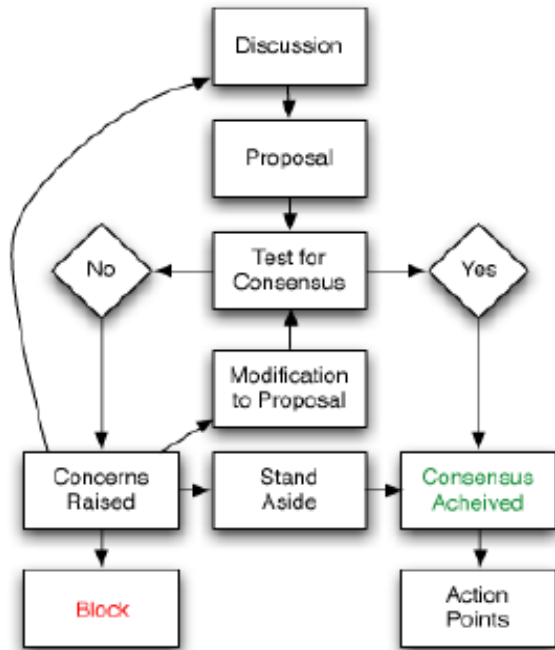 Discussion
Proposal
No
Test for
Consensus
Yes
Modification
to Proposal
Concerns
Raised
Stand
Aside
Consensus
Acheived
Block
Action
Points